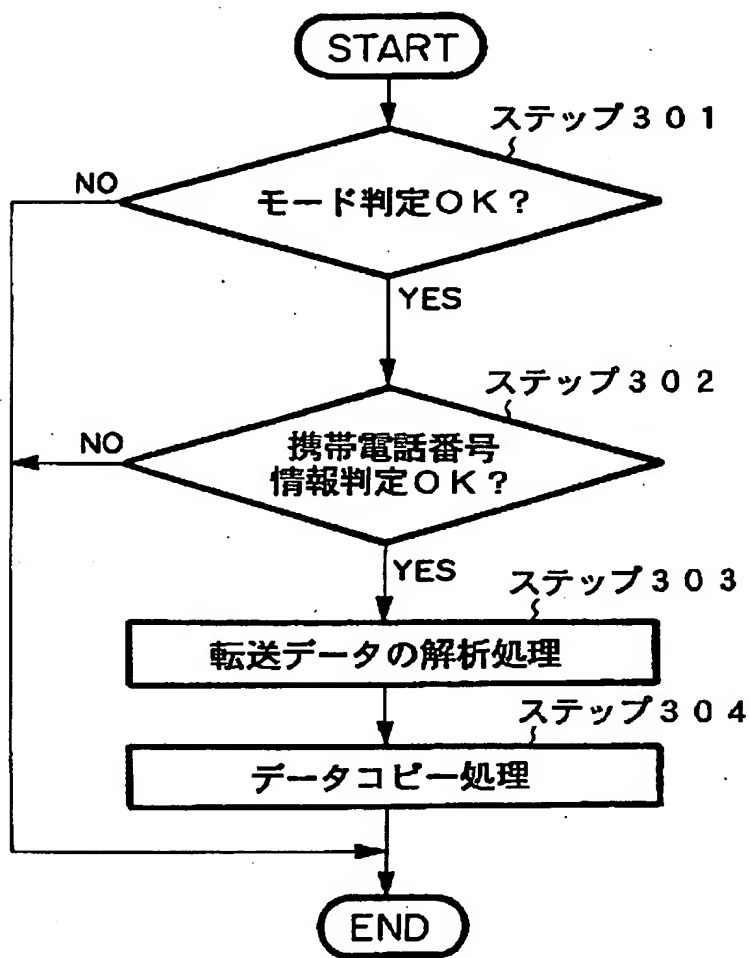 START
ステップ301
モード判定OK?
NO
YES
ステップ302
携帯電話番号
情報判定OK?
NO
YES
ステップ303
転送データの解析処理
ステップ304
データコピー処理
END